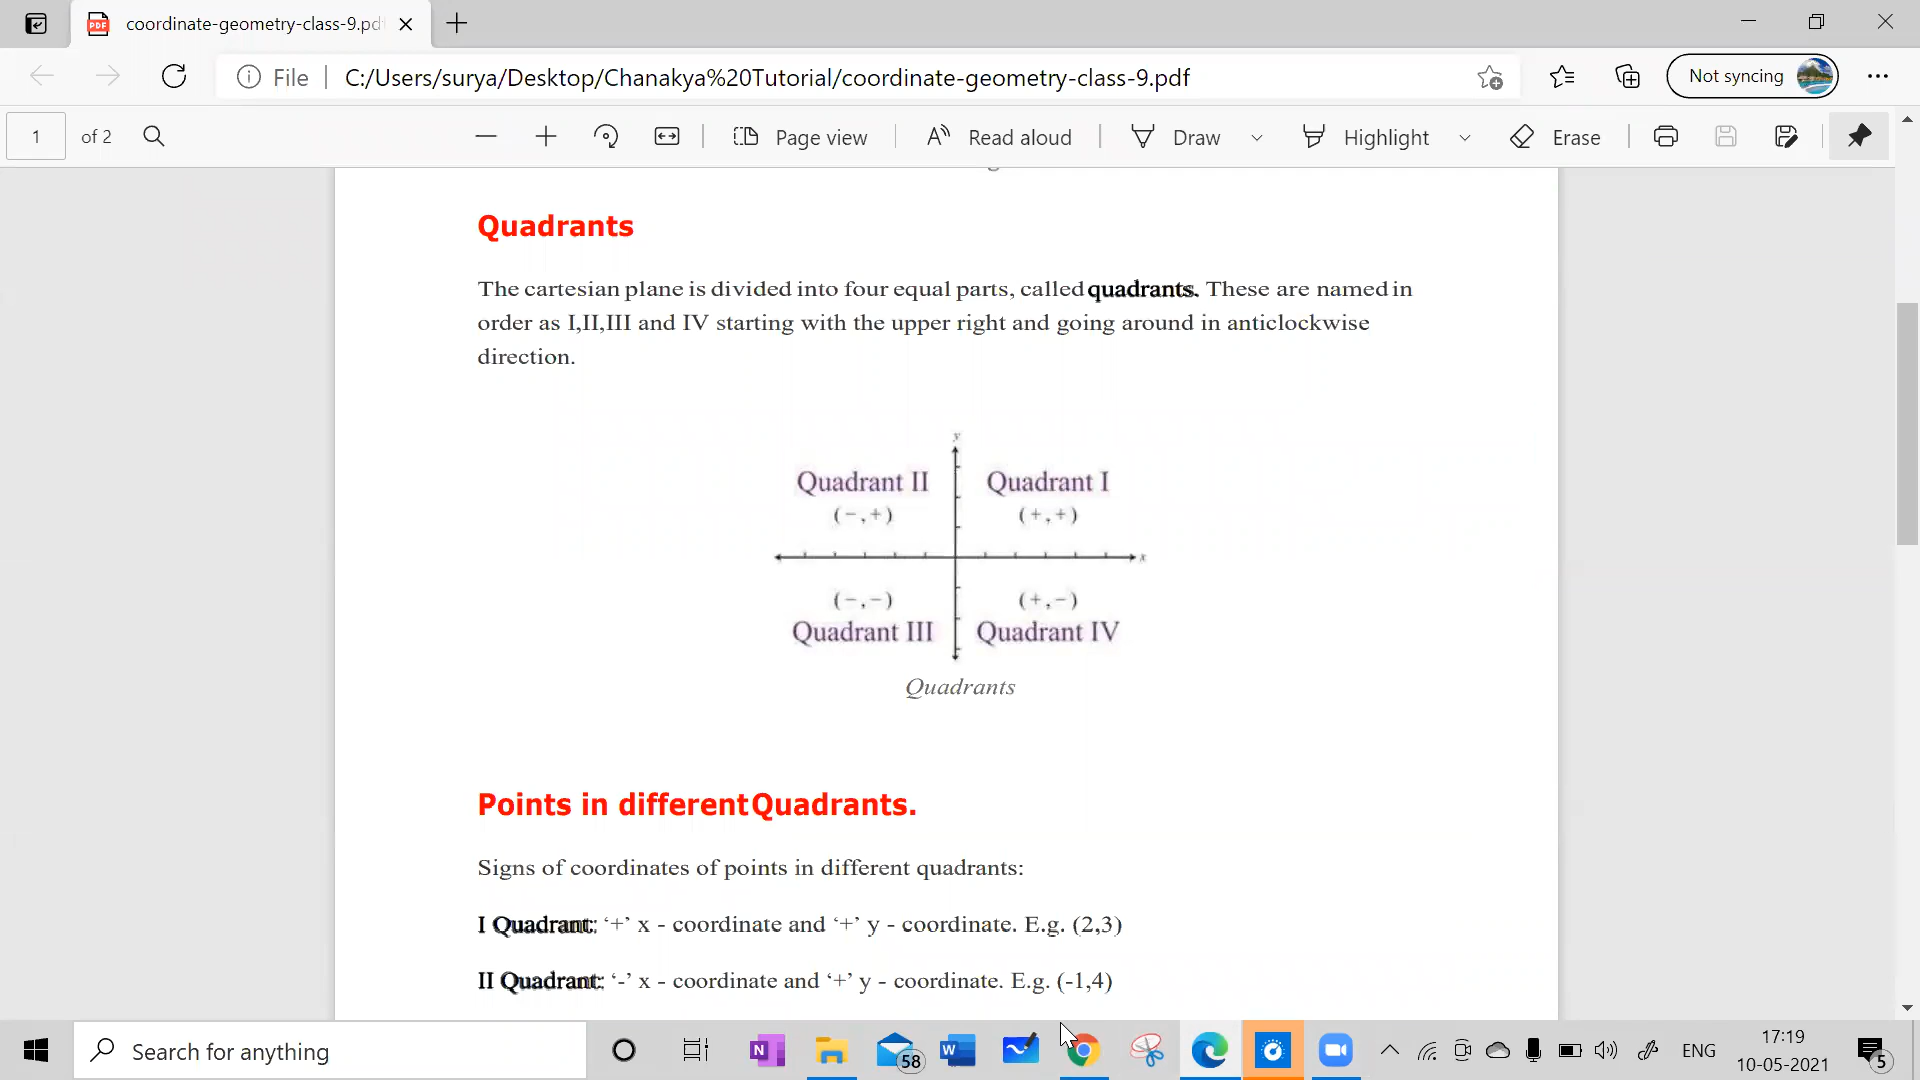 coordinate-geometry-class-9.pd
File
C:/Users/surya/Desktop/Chanakya%20Tutorial/coordinate-geometry-class-9.pdf
Not syncing
1 of 2
Page view
Read aloud
Draw
Highlight
Erase
Quadrants
The cartesian plane is divided into four equal parts, called quadrants. These are named in
order as I,II,III and IV starting with the upper right and going around in anticlockwise
direction.
y
Quadrant II Quadrant I
(−,+) (+,+)
x
(−,−) (+,−)
Quadrant III Quadrant IV
Quadrants
Points in different Quadrants.
Signs of coordinates of points in different quadrants:
I Quadrant: ‘+’ x - coordinate and ‘+’ y - coordinate. E.g. (2,3)
II Quadrant: ‘-’ x - coordinate and ‘+’ y - coordinate. E.g. (-1,4)
Search for anything
58
ENG
17:19
10-05-2021
5